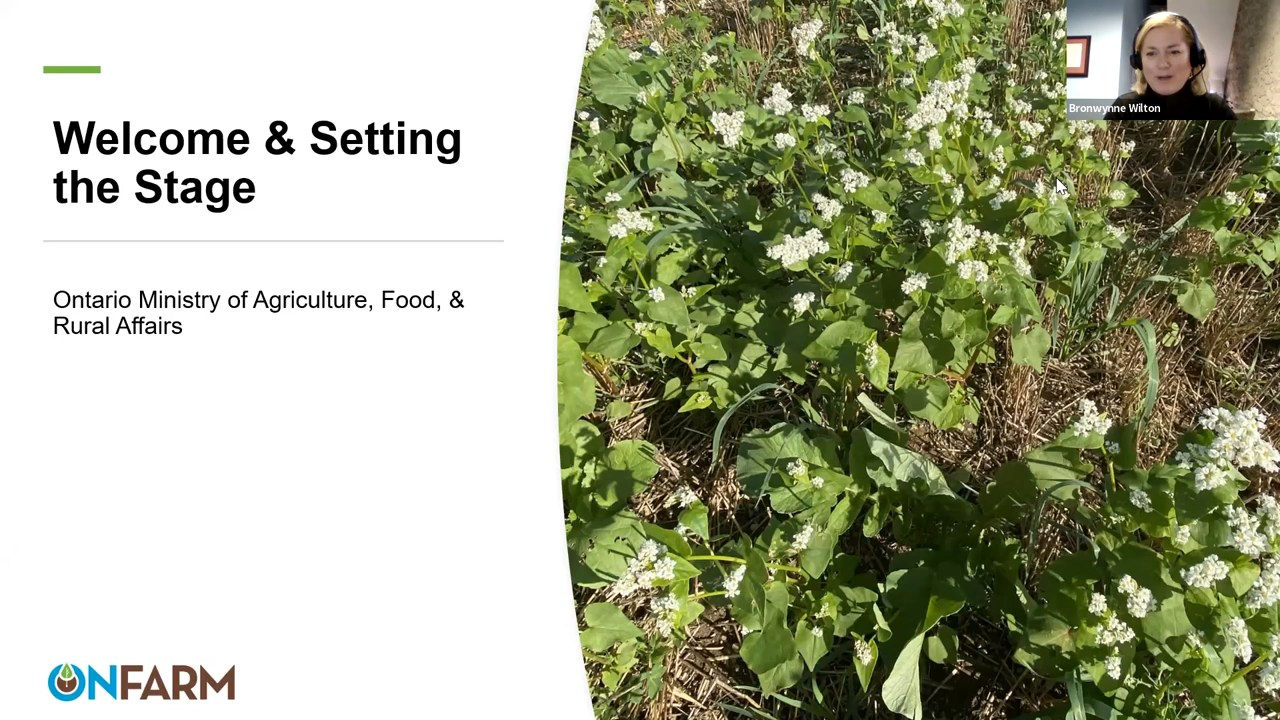 Welcome & Setting
the Stage
Ontario Ministry of Agriculture, Food, &
Rural Affairs
ONFARM
Bronwynne Wilton